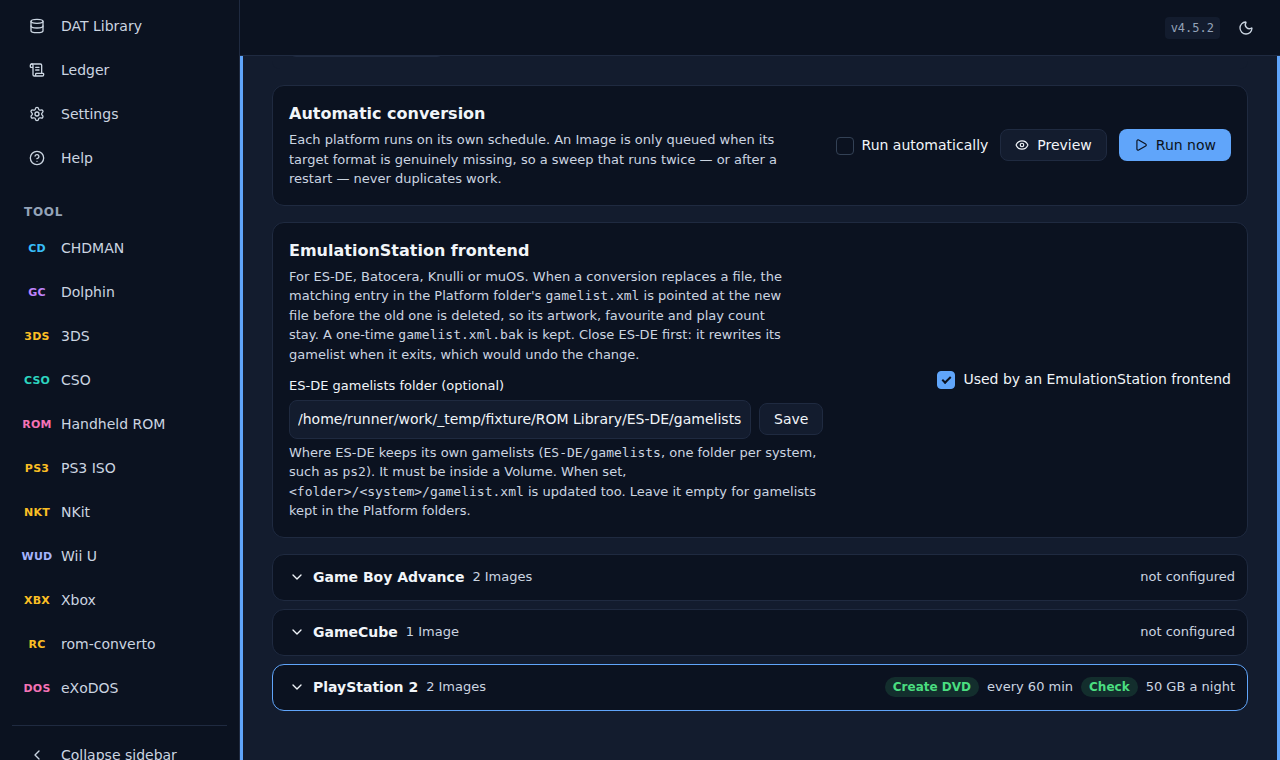 DAT Library
Ledger
Settings
Help
TOOL
CD CHDMAN
GC Dolphin
3DS 3DS
CSO CSO
ROM Handheld ROM
PS3 PS3 ISO
NKT NKit
WUD Wii U
XBX Xbox
RC rom-converto
DOS eXoDOS
Collapse sidebar
v4.5.2
Automatic conversion
Each platform runs on its own schedule. An Image is only queued when its
target format is genuinely missing, so a sweep that runs twice — or after a
restart — never duplicates work.
Run automatically
Preview
Run now
EmulationStation frontend
For ES-DE, Batocera, Knulli or muOS. When a conversion replaces a file, the
matching entry in the Platform folder's gamelist.xml is pointed at the new
file before the old one is deleted, so its artwork, favourite and play count
stay. A one-time gamelist.xml.bak is kept. Close ES-DE first: it rewrites its
gamelist when it exits, which would undo the change.
ES-DE gamelists folder (optional)
/home/runner/work/_temp/fixture/ROM Library/ES-DE/gamelists
Save
Where ES-DE keeps its own gamelists (ES-DE/gamelists, one folder per system,
such as ps2). It must be inside a Volume. When set,
<folder>/<system>/gamelist.xml is updated too. Leave it empty for gamelists
kept in the Platform folders.
Used by an EmulationStation frontend
Game Boy Advance 2 Images not configured
GameCube 1 Image not configured
PlayStation 2 2 Images Create DVD every 60 min Check 50 GB a night